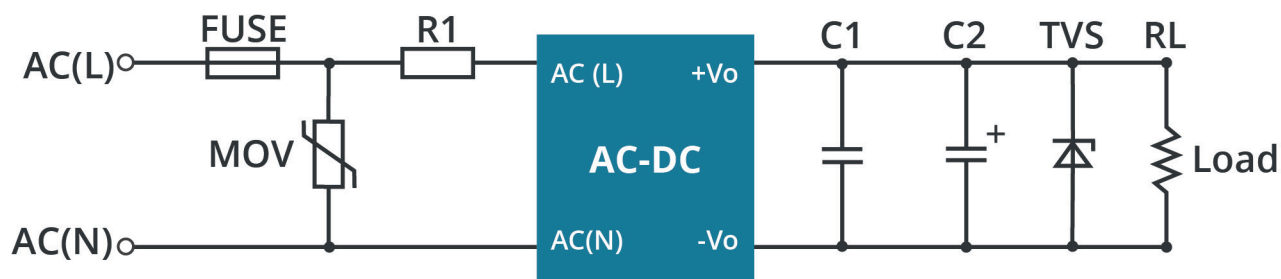 FUSE
R1
C1
C2
TVS
RL
AC(L)
AC (L)
+Vo
+
MOV
AC-DC
Load
AC(N)
AC(N)
-Vo